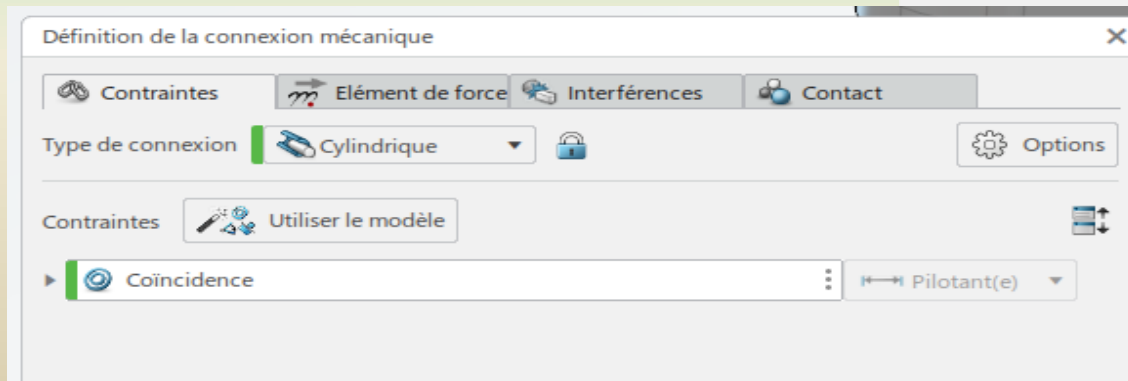 Définition de la connexion mécanique
Contraintes Elément de force Interférences Contact
Type de connexion Cylindrique Options
Contraintes Utiliser le modèle
Coïncidence Pilotant(e)